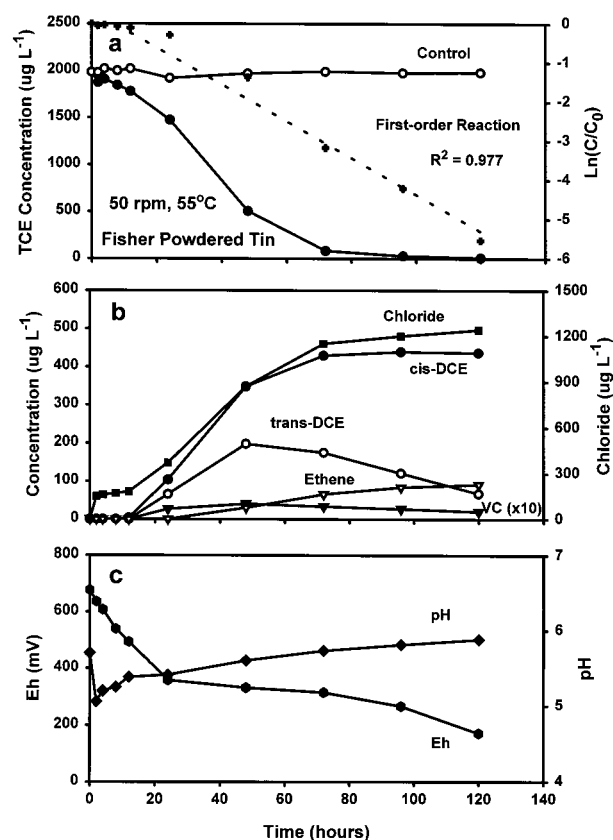 a
TCE Concentration (ug L-1)
2500
2000
1500
1000
500
0
Control
First-order Reaction
R2 = 0.977
50 rpm, 55oC
Fisher Powdered Tin
0
-1
-2
-3
-4
-5
-6
Ln(C/C0)
b
Concentration (ug L-1)
600
500
400
300
200
100
0
Chloride
cis-DCE
trans-DCE
Ethene
VC (x10)
1500
1200
900
600
300
0
Chloride (ug L-1)
c
Eh (mV)
800
600
400
200
0
pH
Eh
7
6
5
4
pH
0 20 40 60 80 100 120 140
Time (hours)